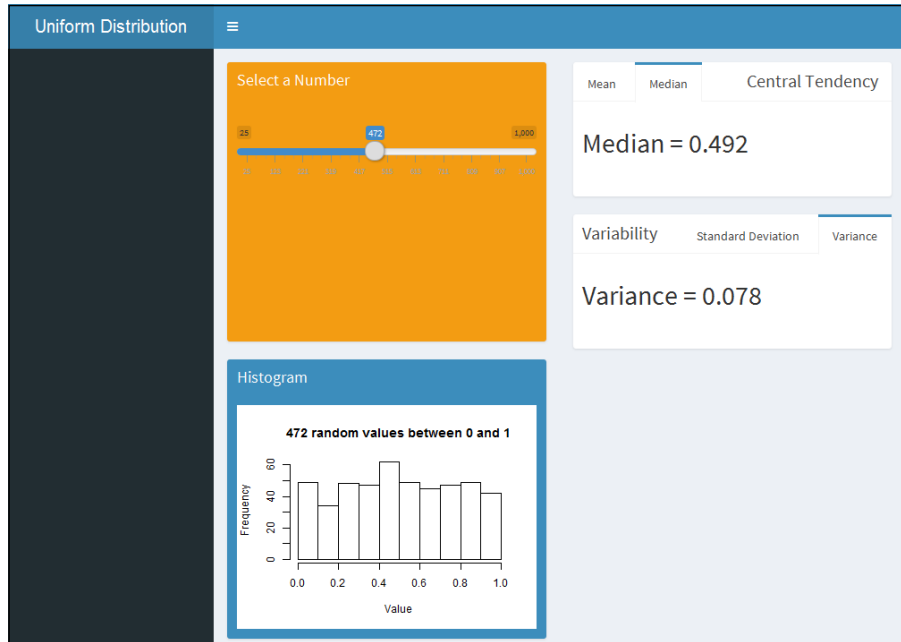 Uniform Distribution
Select a Number
25 472 1,000
Histogram
472 random values between 0 and 1
Frequency
60
40
20
0
0.0 0.2 0.4 0.6 0.8 1.0
Value
Mean Median Central Tendency
Median = 0.492
Variability Standard Deviation Variance
Variance = 0.078